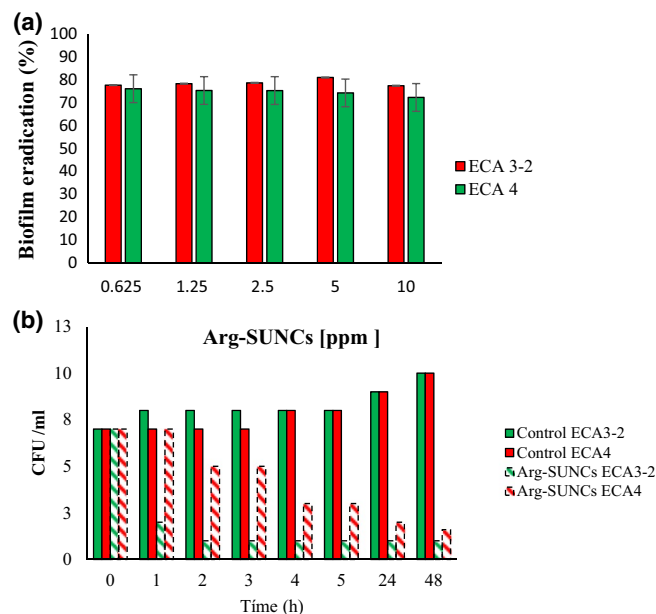 (a)
100
90
80
70
60
50
40
30
20
10
0
Biofilm eradication (%)
0.625 1.25 2.5 5 10
ECA 3-2
ECA 4
(b)
Arg-SUNCs [ppm ]
13
10
8
5
3
0
CFU /ml
0 1 2 3 4 5 24 48
Tíme (h)
Control ECA3-2
Control ECA4
Arg-SUNCs ECA3-2
Arg-SUNCs ECA4